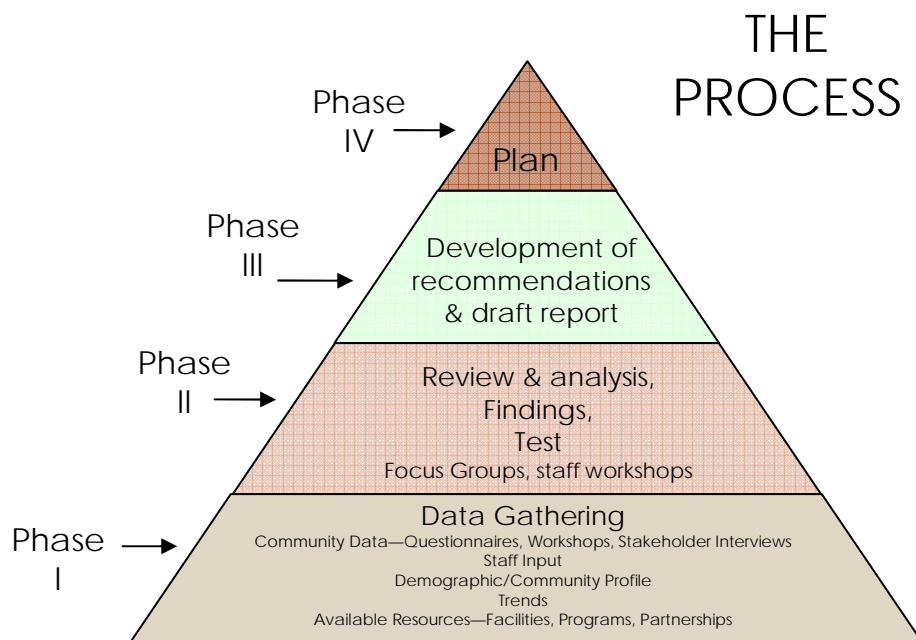 THE
PROCESS
Phase
IV
Plan
Phase
III
Development of
recommendations
& draft report
Phase
II
Review & analysis,
Findings,
Test
Focus Groups, staff workshops
Phase
I
Data Gathering
Community Data—Questionnaires, Workshops, Stakeholder Interviews
Staff Input
Demographic/Community Profile
Trends
Available Resources—Facilities, Programs, Partnerships